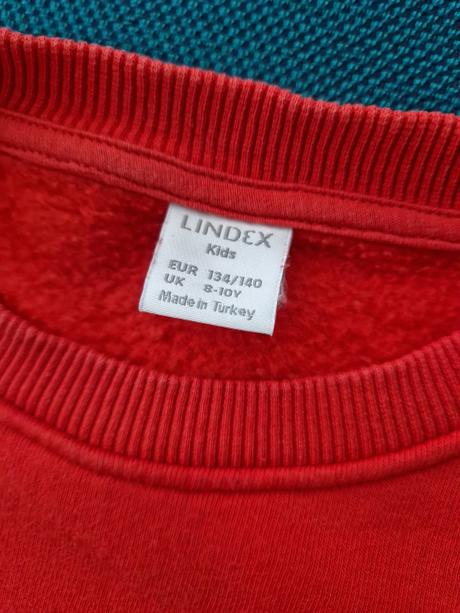 LINDEX
Kids
EUR 134/140
UK 8-10Y
Made in Turkey